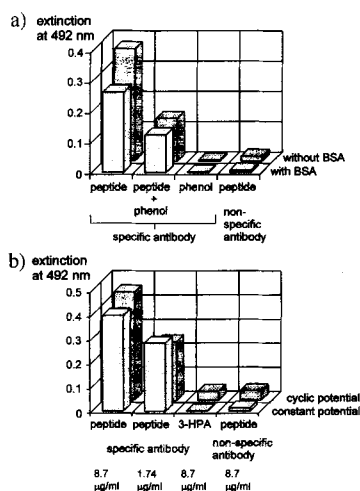 a)
extinction
at 492 nm
0.4
0.3
0.2
0.1
0
without BSA
with BSA
peptide peptide phenol peptide
+
phenol
non-
specific
antibody
specific antibody
b)
extinction
at 492 nm
0.5
0.4
0.3
0.2
0.1
0
cyclic potential
constant potential
peptide peptide 3-HPA peptide
specific antibody non-specific
antibody
8.7 1.74 8.7 8.7
µg/ml µg/ml µg/ml µg/ml